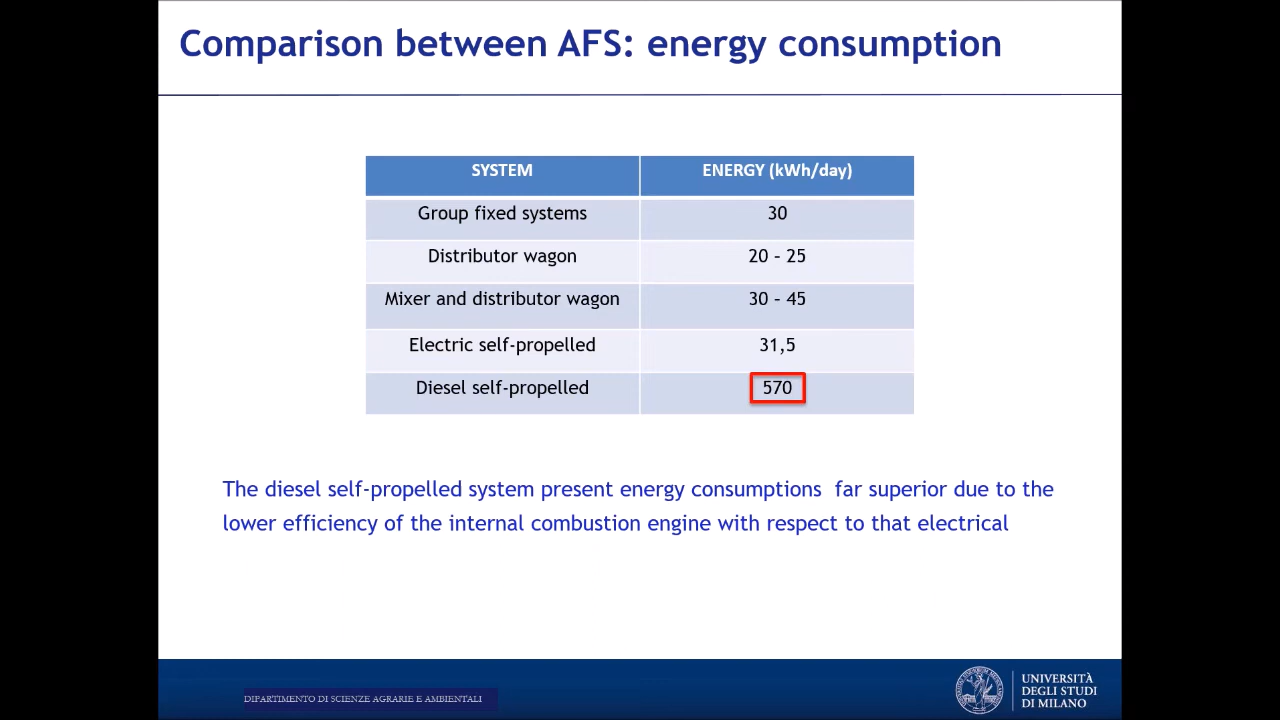 Comparison between AFS: energy consumption
SYSTEM ENERGY (kWh/day)
Group fixed systems 30
Distributor wagon 20 – 25
Mixer and distributor wagon 30 – 45
Electric self-propelled 31,5
Diesel self-propelled 570
The diesel self-propelled system present energy consumptions far superior due to the
lower efficiency of the internal combustion engine with respect to that electrical
DIPARTIMENTO DI SCIENZE AGRARIE E AMBIENTALI
UNIVERSITÀ
DEGLI STUDI
DI MILANO